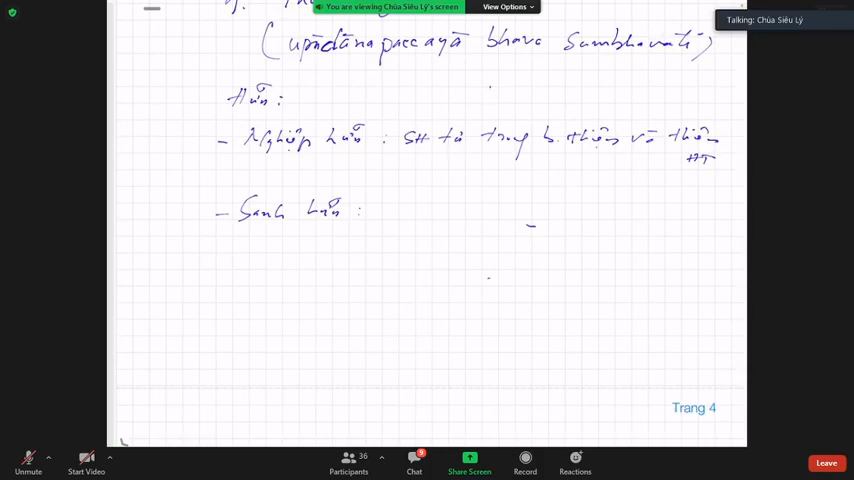 You are viewing Chùa Siêu Lý's screen
View Options
Talking: Chùa Siêu Lý
(upādānapaccayā bhavo sambhavati)
Hữu:
- Nghiệp hữu : SH tư trong b. thiện và thiện
HT
- Sanh hữu :
Trang 4
Unmute
Start Video
36
Participants
9
Chat
Share Screen
Record
Reactions
Leave